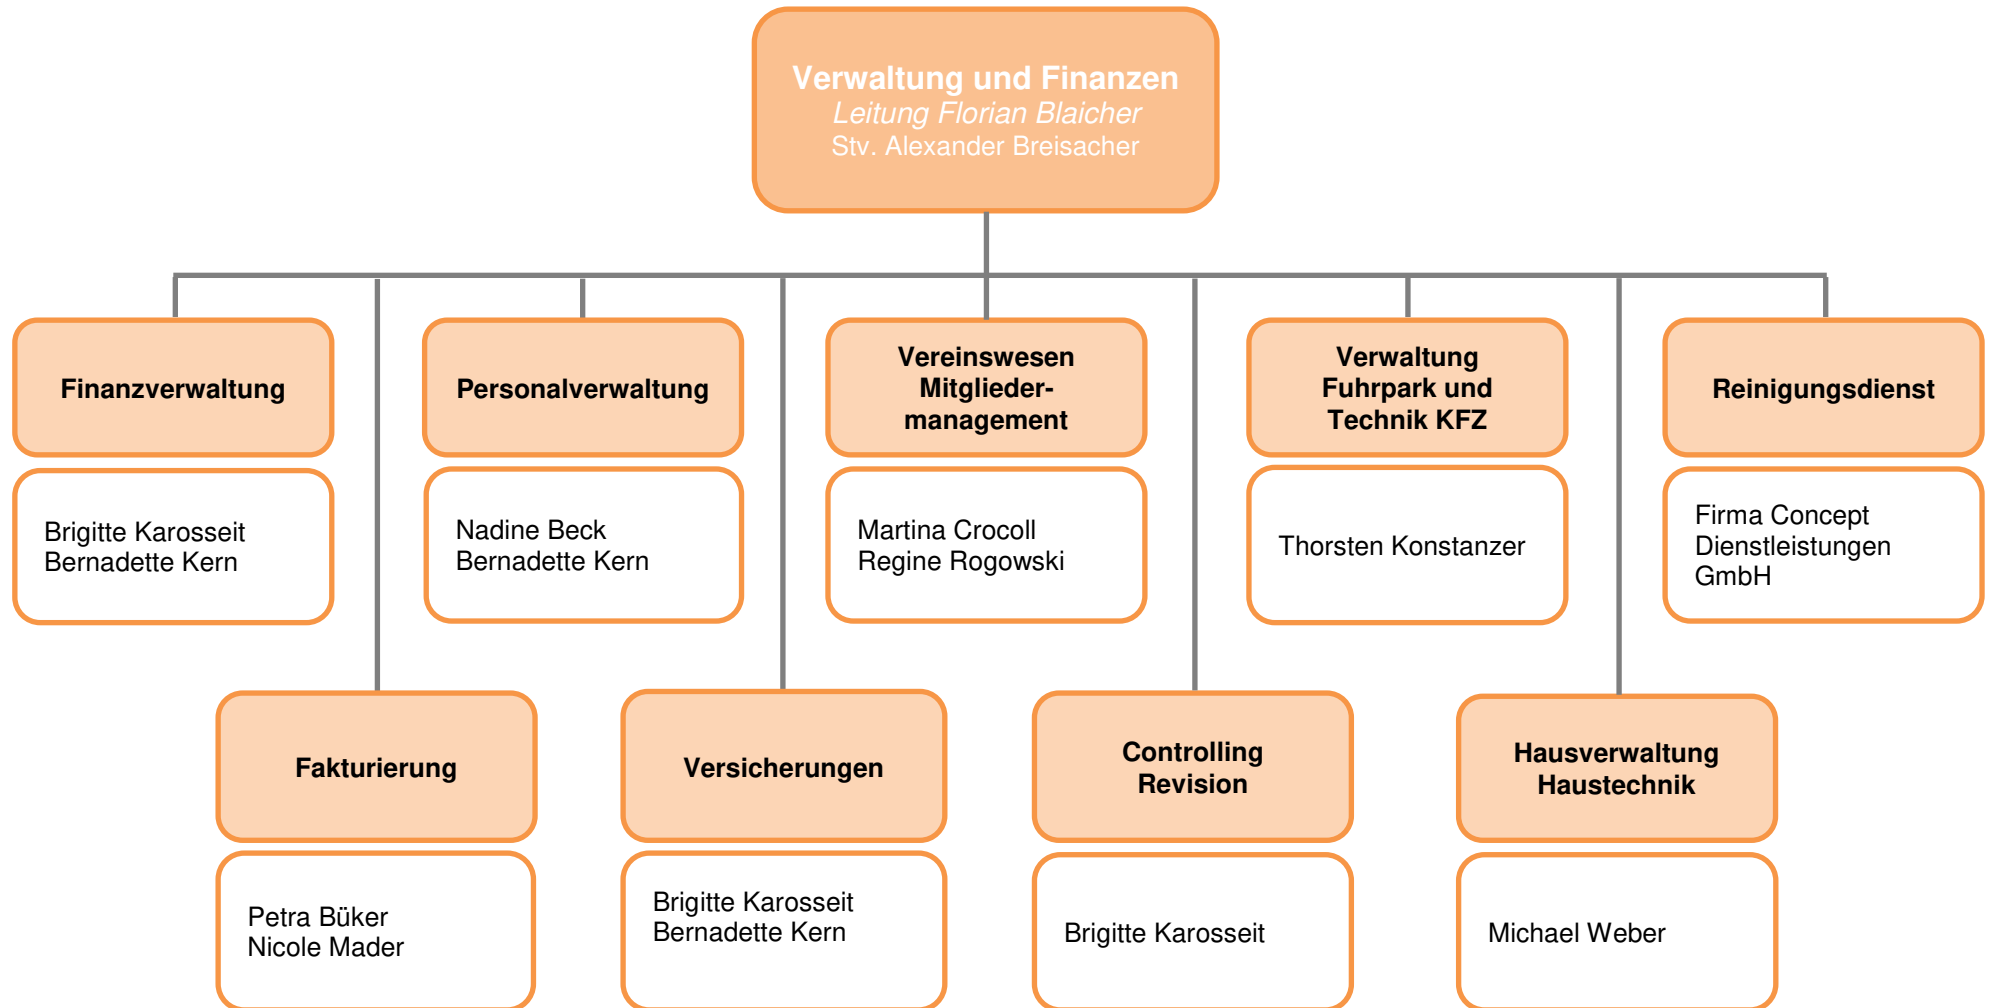 Verwaltung und Finanzen
Leitung Florian Blaicher
Stv. Alexander Breisacher
Finanzverwaltung
Brigitte Karosseit
Bernadette Kern
Personalverwaltung
Nadine Beck
Bernadette Kern
Vereinswesen
Mitglieder-
management
Martina Crocoll
Regine Rogowski
Verwaltung
Fuhrpark und
Technik KFZ
Thorsten Konstanzer
Reinigungsdienst
Firma Concept
Dienstleistungen
GmbH
Fakturierung
Petra Büker
Nicole Mader
Versicherungen
Brigitte Karosseit
Bernadette Kern
Controlling
Revision
Brigitte Karosseit
Hausverwaltung
Haustechnik
Michael Weber